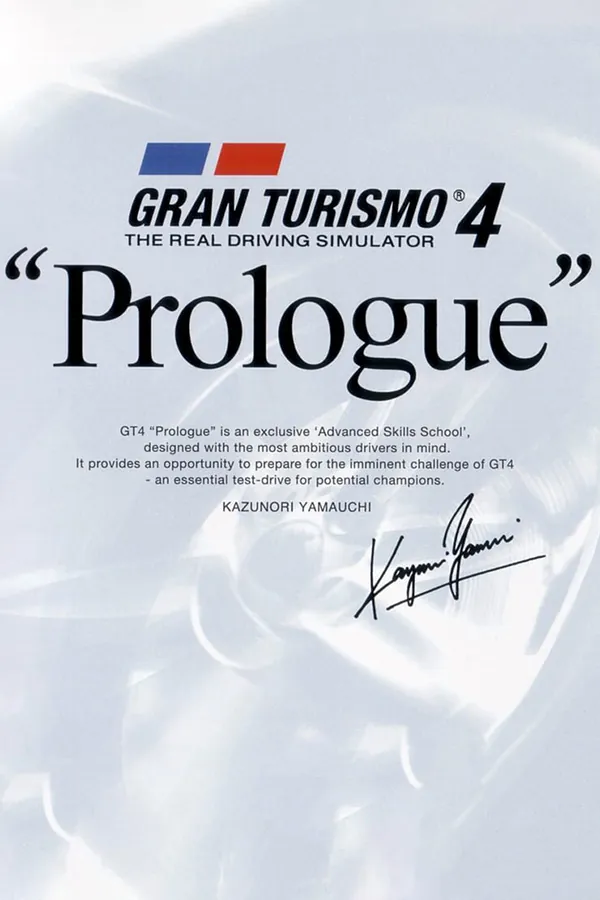 GRAN TURISMO® 4
THE REAL DRIVING SIMULATOR
“Prologue”
GT4 “Prologue” is an exclusive ‘Advanced Skills School’,
designed with the most ambitious drivers in mind.
It provides an opportunity to prepare for the imminent challenge of GT4
- an essential test-drive for potential champions.
KAZUNORI YAMAUCHI